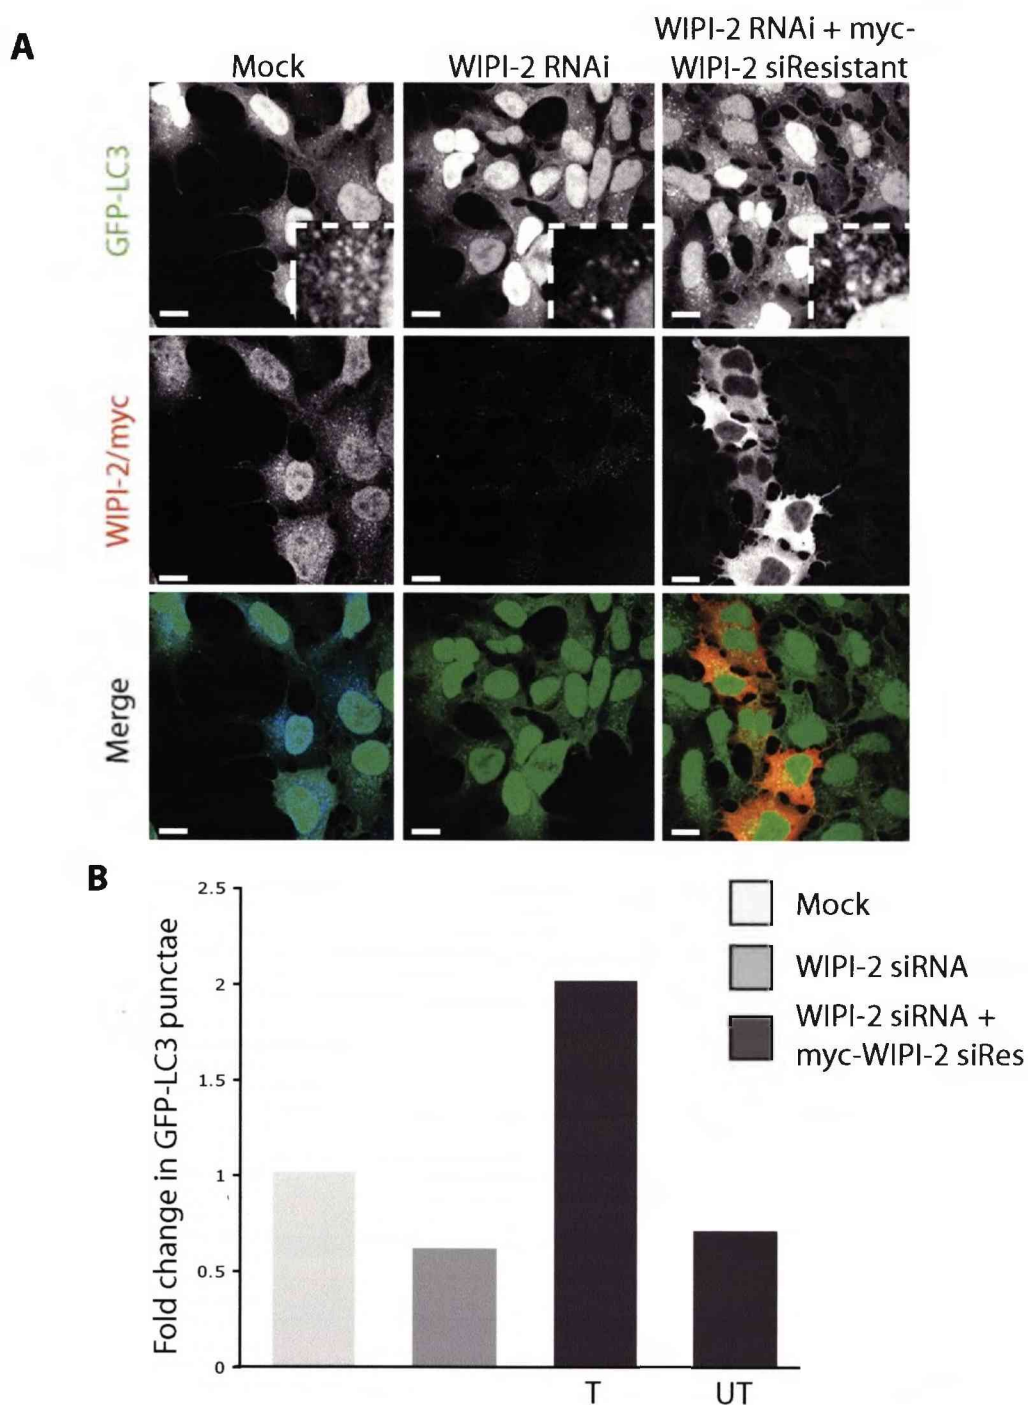 A
Mock
WIPI-2 RNAi
WIPI-2 RNAi + myc-
WIPI-2 siResistant
GFP-LC3
WIPI-2/myc
Merge
B
Fold change in GFP-LC3 punctae
2.5
2
1.5
1
0.5
0
T
UT
Mock
WIPI-2 siRNA
WIPI-2 siRNA +
myc-WIPI-2 siRes